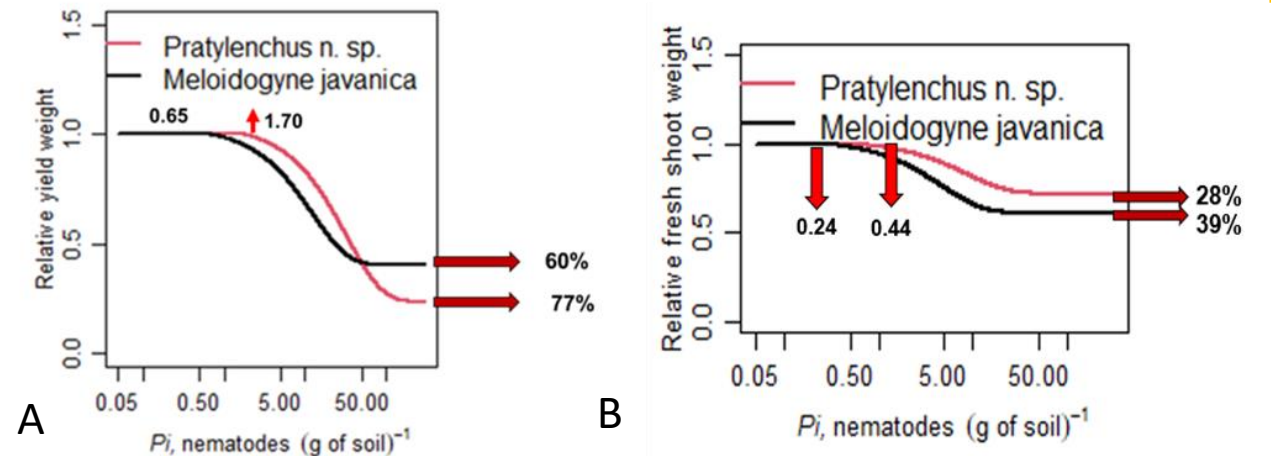 1.5
Pratylenchus n. sp.
Meloidogyne javanica
0.65
1.70
1.0
Relative yield weight
0.5
0.0
60%
77%
0.05 0.50 5.00 50.00
Pi, nematodes (g of soil)⁻¹
A
1.5
Pratylenchus n. sp.
Meloidogyne javanica
1.0
Relative fresh shoot weight
0.5
0.0
0.24
0.44
28%
39%
0.05 0.50 5.00 50.00
Pi, nematodes (g of soil)⁻¹
B